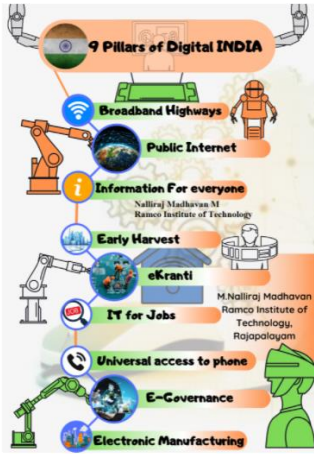 9 Pillars of Digital INDIA
Broadband Highways
Public Internet
Information For everyone
Nalliraj Madhavan M
Ramco Institute of Technology
Early Harvest
eKranti
JOB
IT for Jobs
M.Nalliraj Madhavan
Ramco Institute of
Technology,
Rajapalayam
Universal access to phone
E-Governance
Electronic Manufacturing